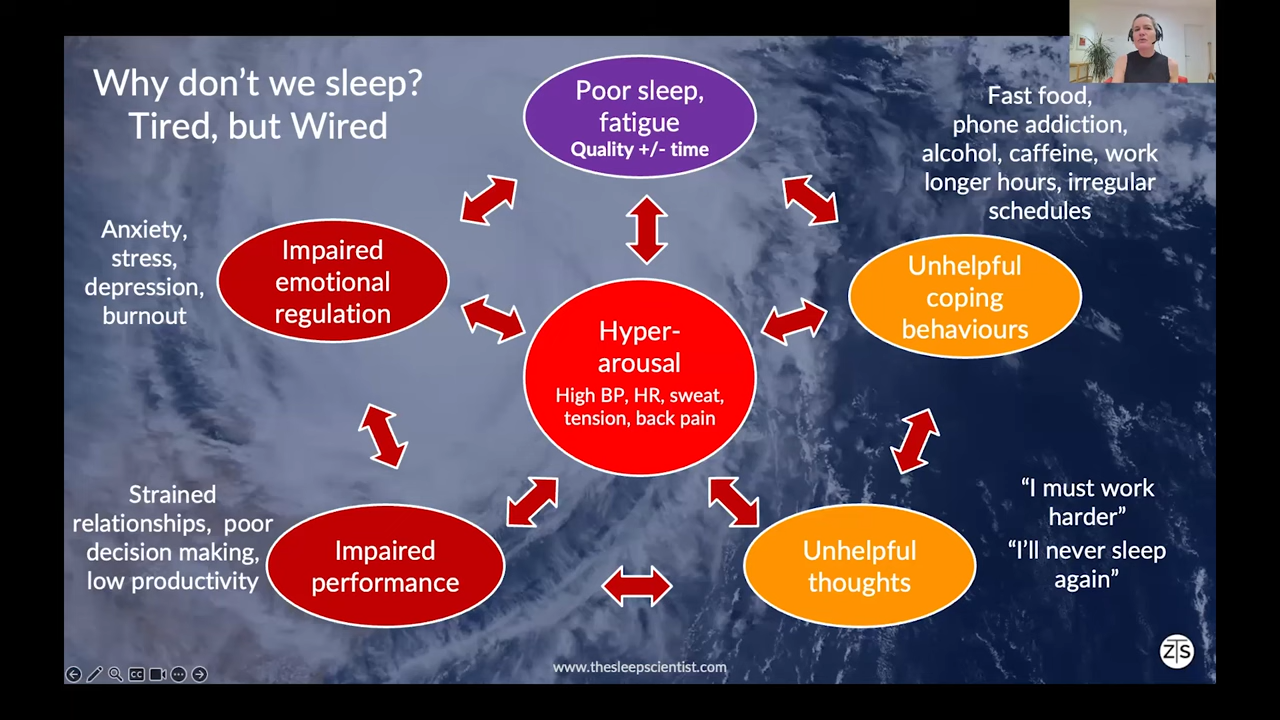 Why don’t we sleep?
Tired, but Wired
Poor sleep,
fatigue
Quality +/- time
Fast food,
phone addiction,
alcohol, caffeine, work
longer hours, irregular
schedules
Anxiety,
stress,
depression,
burnout
Impaired
emotional
regulation
Unhelpful
coping
behaviours
Hyper-
arousal
High BP, HR, sweat,
tension, back pain
Strained
relationships, poor
decision making,
low productivity
Impaired
performance
Unhelpful
thoughts
“I must work
harder”
“I’ll never sleep
again”
www.thesleepscientist.com
ZTS
CC